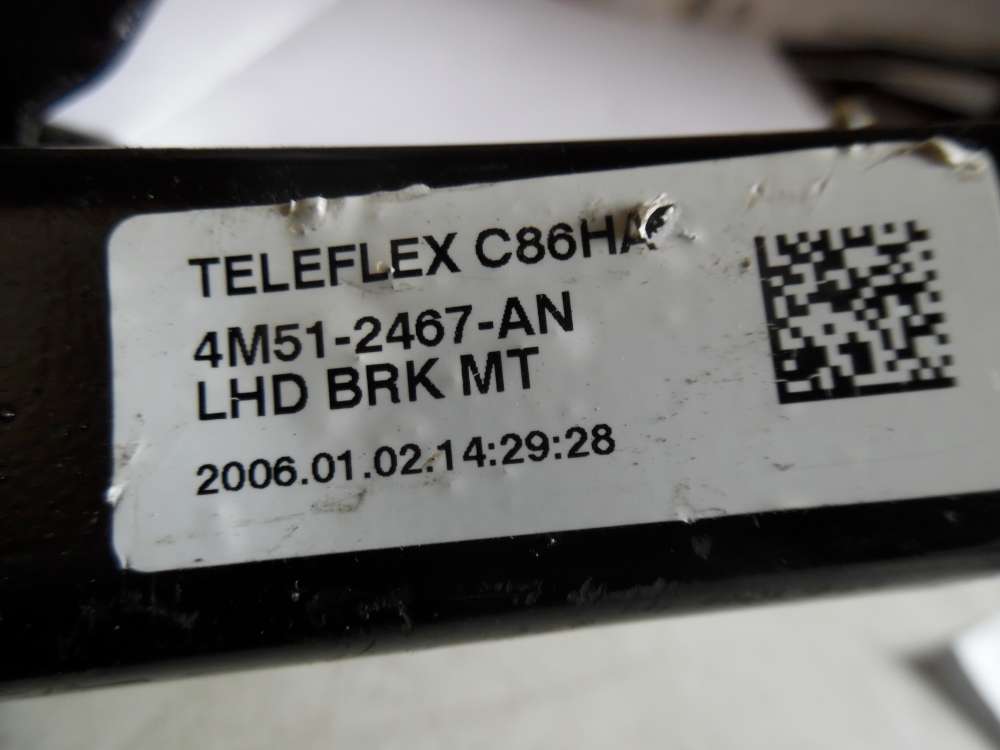 TELEFLEX C86HA
4M51-2467-AN
LHD BRK MT
2006.01.02.14:29:28